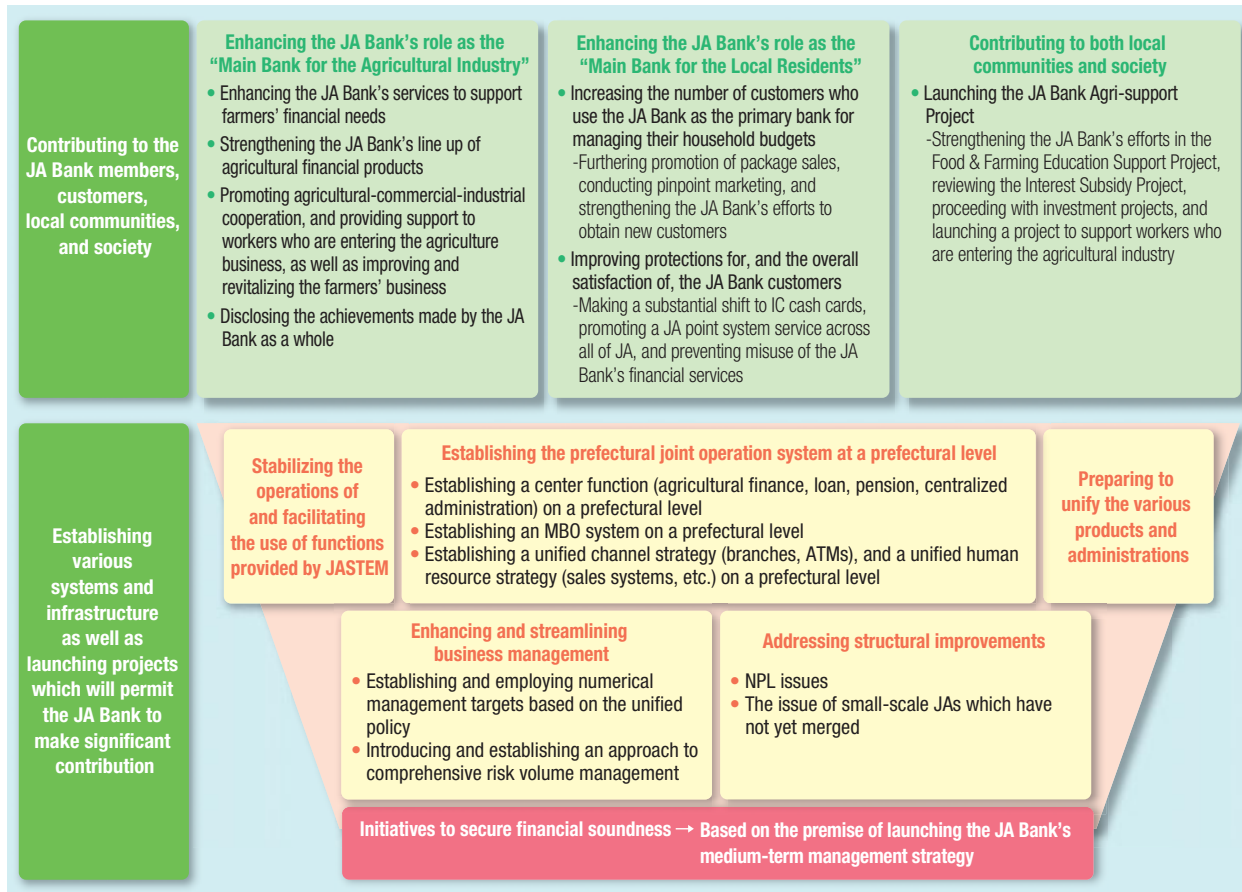 Contributing to the
JA Bank members,
customers,
local communities,
and society
Enhancing the JA Bank's role as the
“Main Bank for the Agricultural Industry”
• Enhancing the JA Bank's services to support
farmers' financial needs
• Strengthening the JA Bank's line up of
agricultural financial products
• Promoting agricultural-commercial-industrial
cooperation, and providing support to
workers who are entering the agriculture
business, as well as improving and
revitalizing the farmers' business
• Disclosing the achievements made by the JA
Bank as a whole
Enhancing the JA Bank's role as the
“Main Bank for the Local Residents”
• Increasing the number of customers who
use the JA Bank as the primary bank for
managing their household budgets
-Furthering promotion of package sales,
conducting pinpoint marketing, and
strengthening the JA Bank's efforts to
obtain new customers
• Improving protections for, and the overall
satisfaction of, the JA Bank customers
-Making a substantial shift to IC cash cards,
promoting a JA point system service across
all of JA, and preventing misuse of the JA
Bank's financial services
Contributing to both local
communities and society
• Launching the JA Bank Agri-support
Project
-Strengthening the JA Bank's efforts in the
Food & Farming Education Support Project,
reviewing the Interest Subsidy Project,
proceeding with investment projects, and
launching a project to support workers who
are entering the agricultural industry
Establishing
various
systems and
infrastructure
as well as
launching projects
which will permit
the JA Bank to
make significant
contribution
Stabilizing the
operations of
and facilitating
the use of functions
provided by JASTEM
Establishing the prefectural joint operation system at a prefectural level
• Establishing a center function (agricultural finance, loan, pension, centralized
administration) on a prefectural level
• Establishing an MBO system on a prefectural level
• Establishing a unified channel strategy (branches, ATMs), and a unified human
resource strategy (sales systems, etc.) on a prefectural level
Preparing to
unify the various
products and
administrations
Enhancing and streamlining
business management
• Establishing and employing numerical
management targets based on the unified
policy
• Introducing and establishing an approach to
comprehensive risk volume management
Addressing structural improvements
• NPL issues
• The issue of small-scale JAs which have
not yet merged
Initiatives to secure financial soundness → Based on the premise of launching the JA Bank's
medium-term management strategy